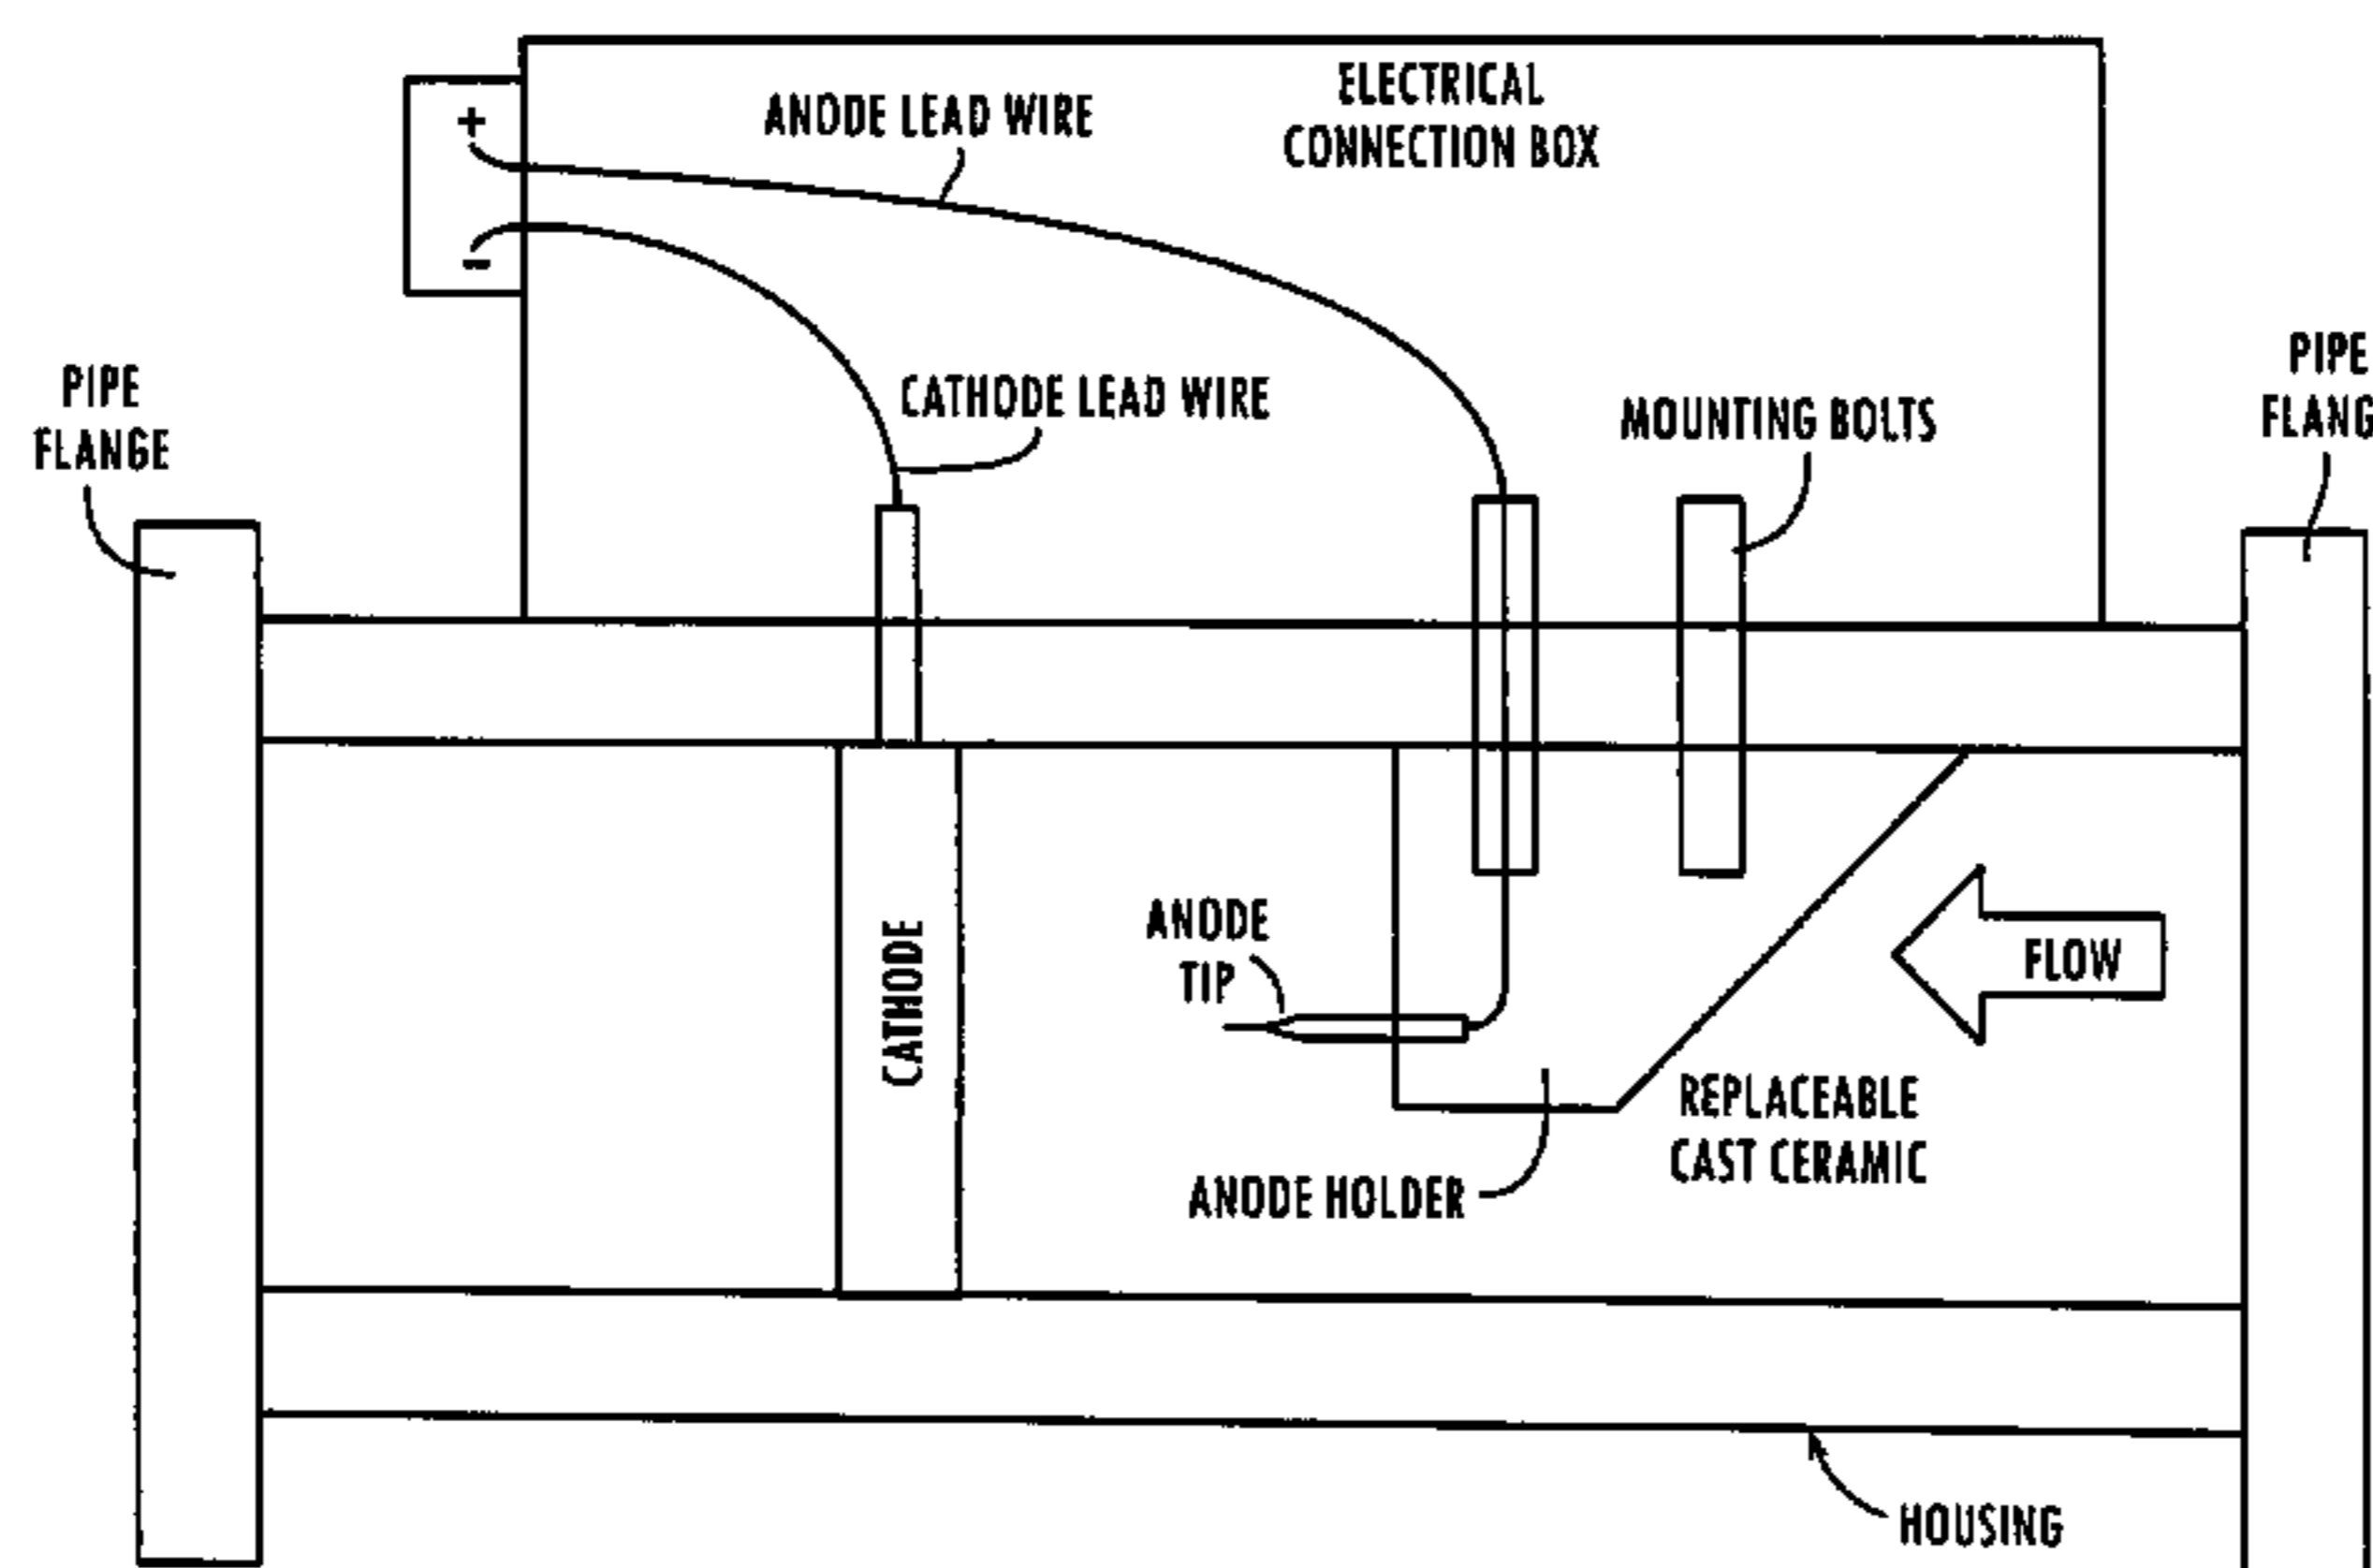 ELECTRICAL
CONNECTION BOX
ANODE LEAD WIRE
+
-
CATHODE LEAD WIRE
PIPE
FLANGE
MOUNTING BOLTS
PIPE
FLANG
ANODE
TIP
CATHODE
FLOW
REPLACEABLE
CAST CERAMIC
ANODE HOLDER
HOUSING